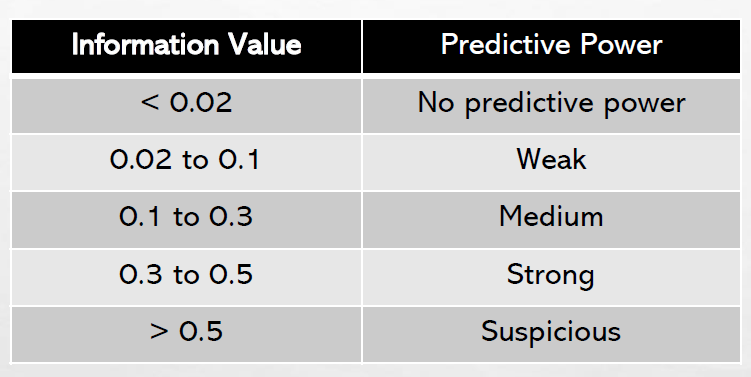 Information Value Predictive Power
< 0.02 No predictive power
0.02 to 0.1 Weak
0.1 to 0.3 Medium
0.3 to 0.5 Strong
> 0.5 Suspicious